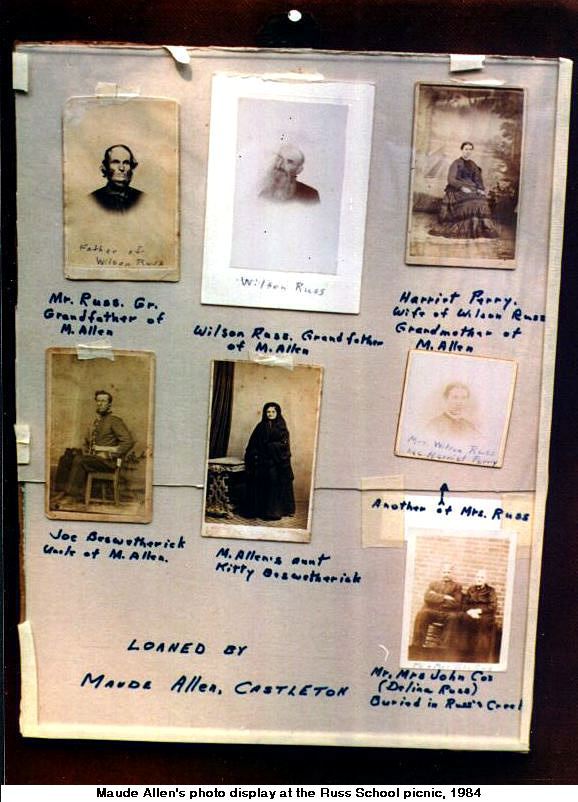 Father of
Wilson Russ
Wilson Russ
Mr. Russ. Gr.
Grandfather of
M. Allen
Wilson Russ. Grandfather
of M. Allen
Harriet Perry.
Wife of Wilson Russ
Grandmother of
M. Allen
Mrs. Wilson Russ
nee Harriet Perry
Another of Mrs. Russ
Joe Beswetherick
Uncle of M. Allen.
M. Allen's aunt
Kitty Beswetherick
Mr. Mrs John Cox
(Delina Russ)
Buried in Russ's Creek
LOANED BY
MAUDE Allen, CASTLETON
Maude Allen's photo display at the Russ School picnic, 1984